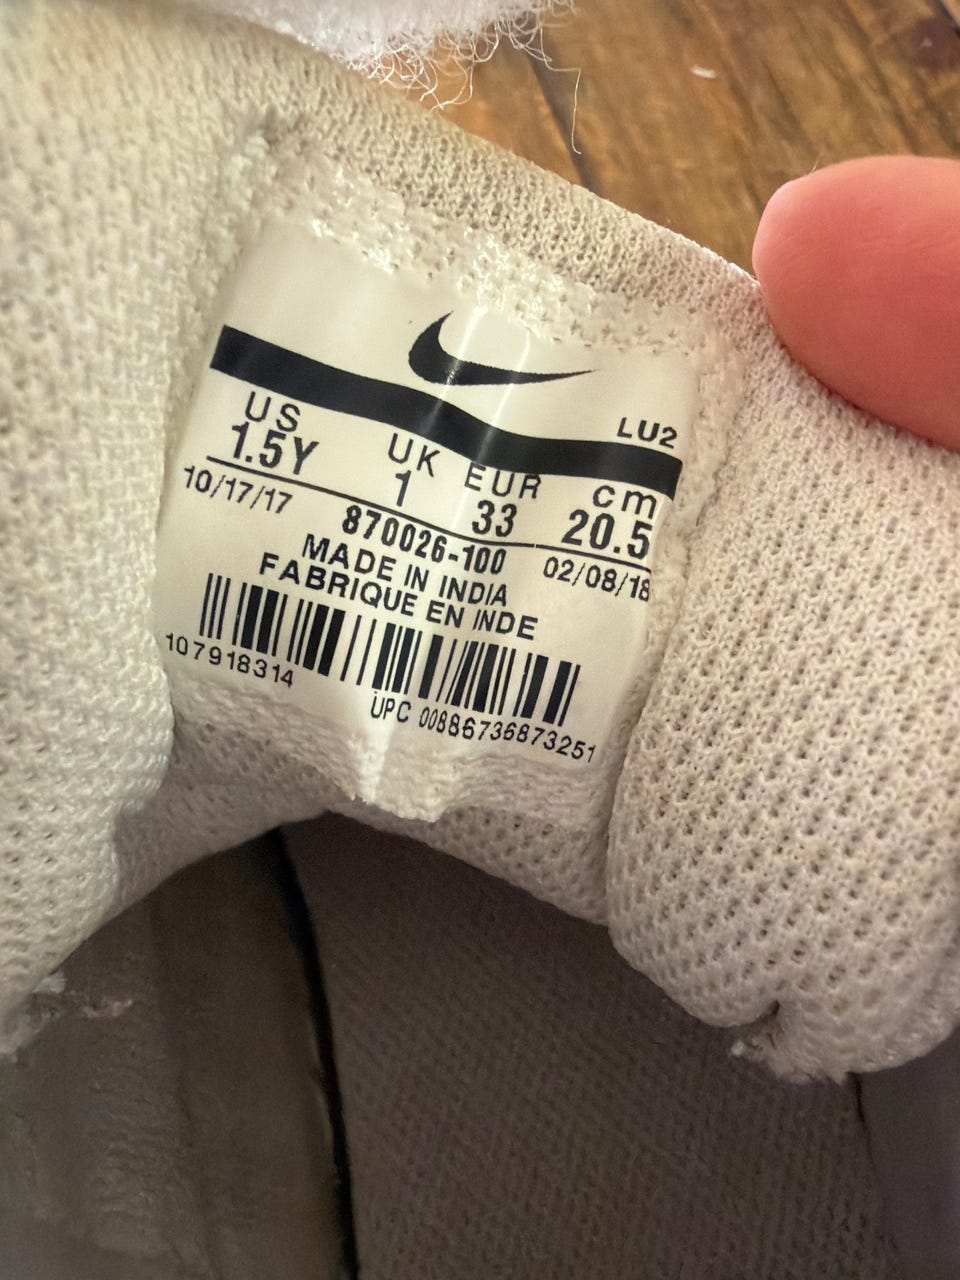 LU2
US UK EUR cm
1.5Y 1 33 20.5
10/17/17 870026-100 02/08/18
MADE IN INDIA
FABRIQUE EN INDE
107918314
UPC 00886736873251